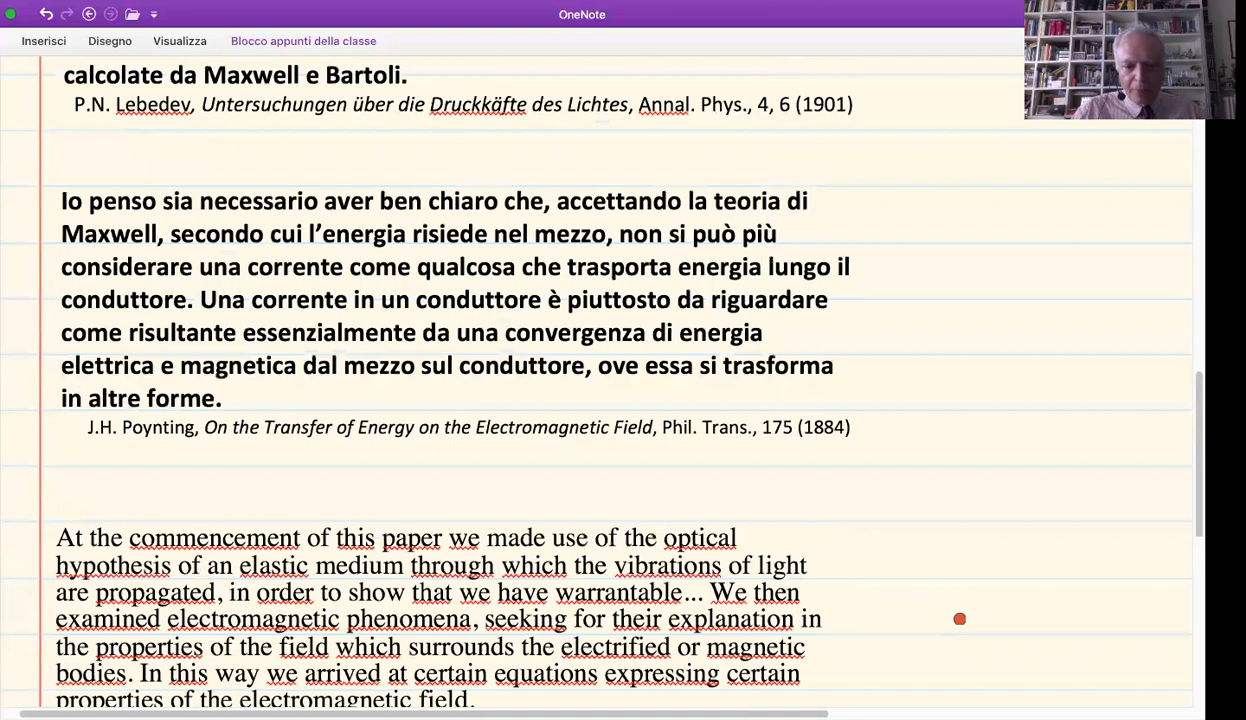 OneNote
Inserisci
Disegno
Visualizza
Blocco appunti della classe
calcolate da Maxwell e Bartoli.
P.N. Lebedev, Untersuchungen über die Druckkäfte des Lichtes, Annal. Phys., 4, 6 (1901)
Io penso sia necessario aver ben chiaro che, accettando la teoria di
Maxwell, secondo cui l’energia risiede nel mezzo, non si può più
considerare una corrente come qualcosa che trasporta energia lungo il
conduttore. Una corrente in un conduttore è piuttosto da riguardare
come risultante essenzialmente da una convergenza di energia
elettrica e magnetica dal mezzo sul conduttore, ove essa si trasforma
in altre forme.
J.H. Poynting, On the Transfer of Energy on the Electromagnetic Field, Phil. Trans., 175 (1884)
At the commencement of this paper we made use of the optical
hypothesis of an elastic medium through which the vibrations of light
are propagated, in order to show that we have warrantable... We then
examined electromagnetic phenomena, seeking for their explanation in
the properties of the field which surrounds the electrified or magnetic
bodies. In this way we arrived at certain equations expressing certain
properties of the electromagnetic field.